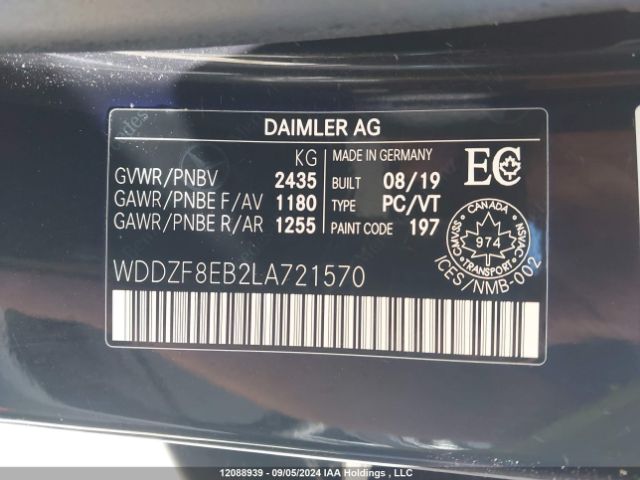 DAIMLER AG
KG
MADE IN GERMANY
GVWR/PNBV 2435
BUILT 08/19
GAWR/PNBE F/AV 1180
TYPE PC/VT
GAWR/PNBE R/AR 1255
PAINT CODE 197
EC
CANADA
CMVSS
974
NSVAC
TRANSPORT
ICES/NMB-002
WDDZF8EB2LA721570
12088939 - 09/05/2024 - IAA Holdings , LLC